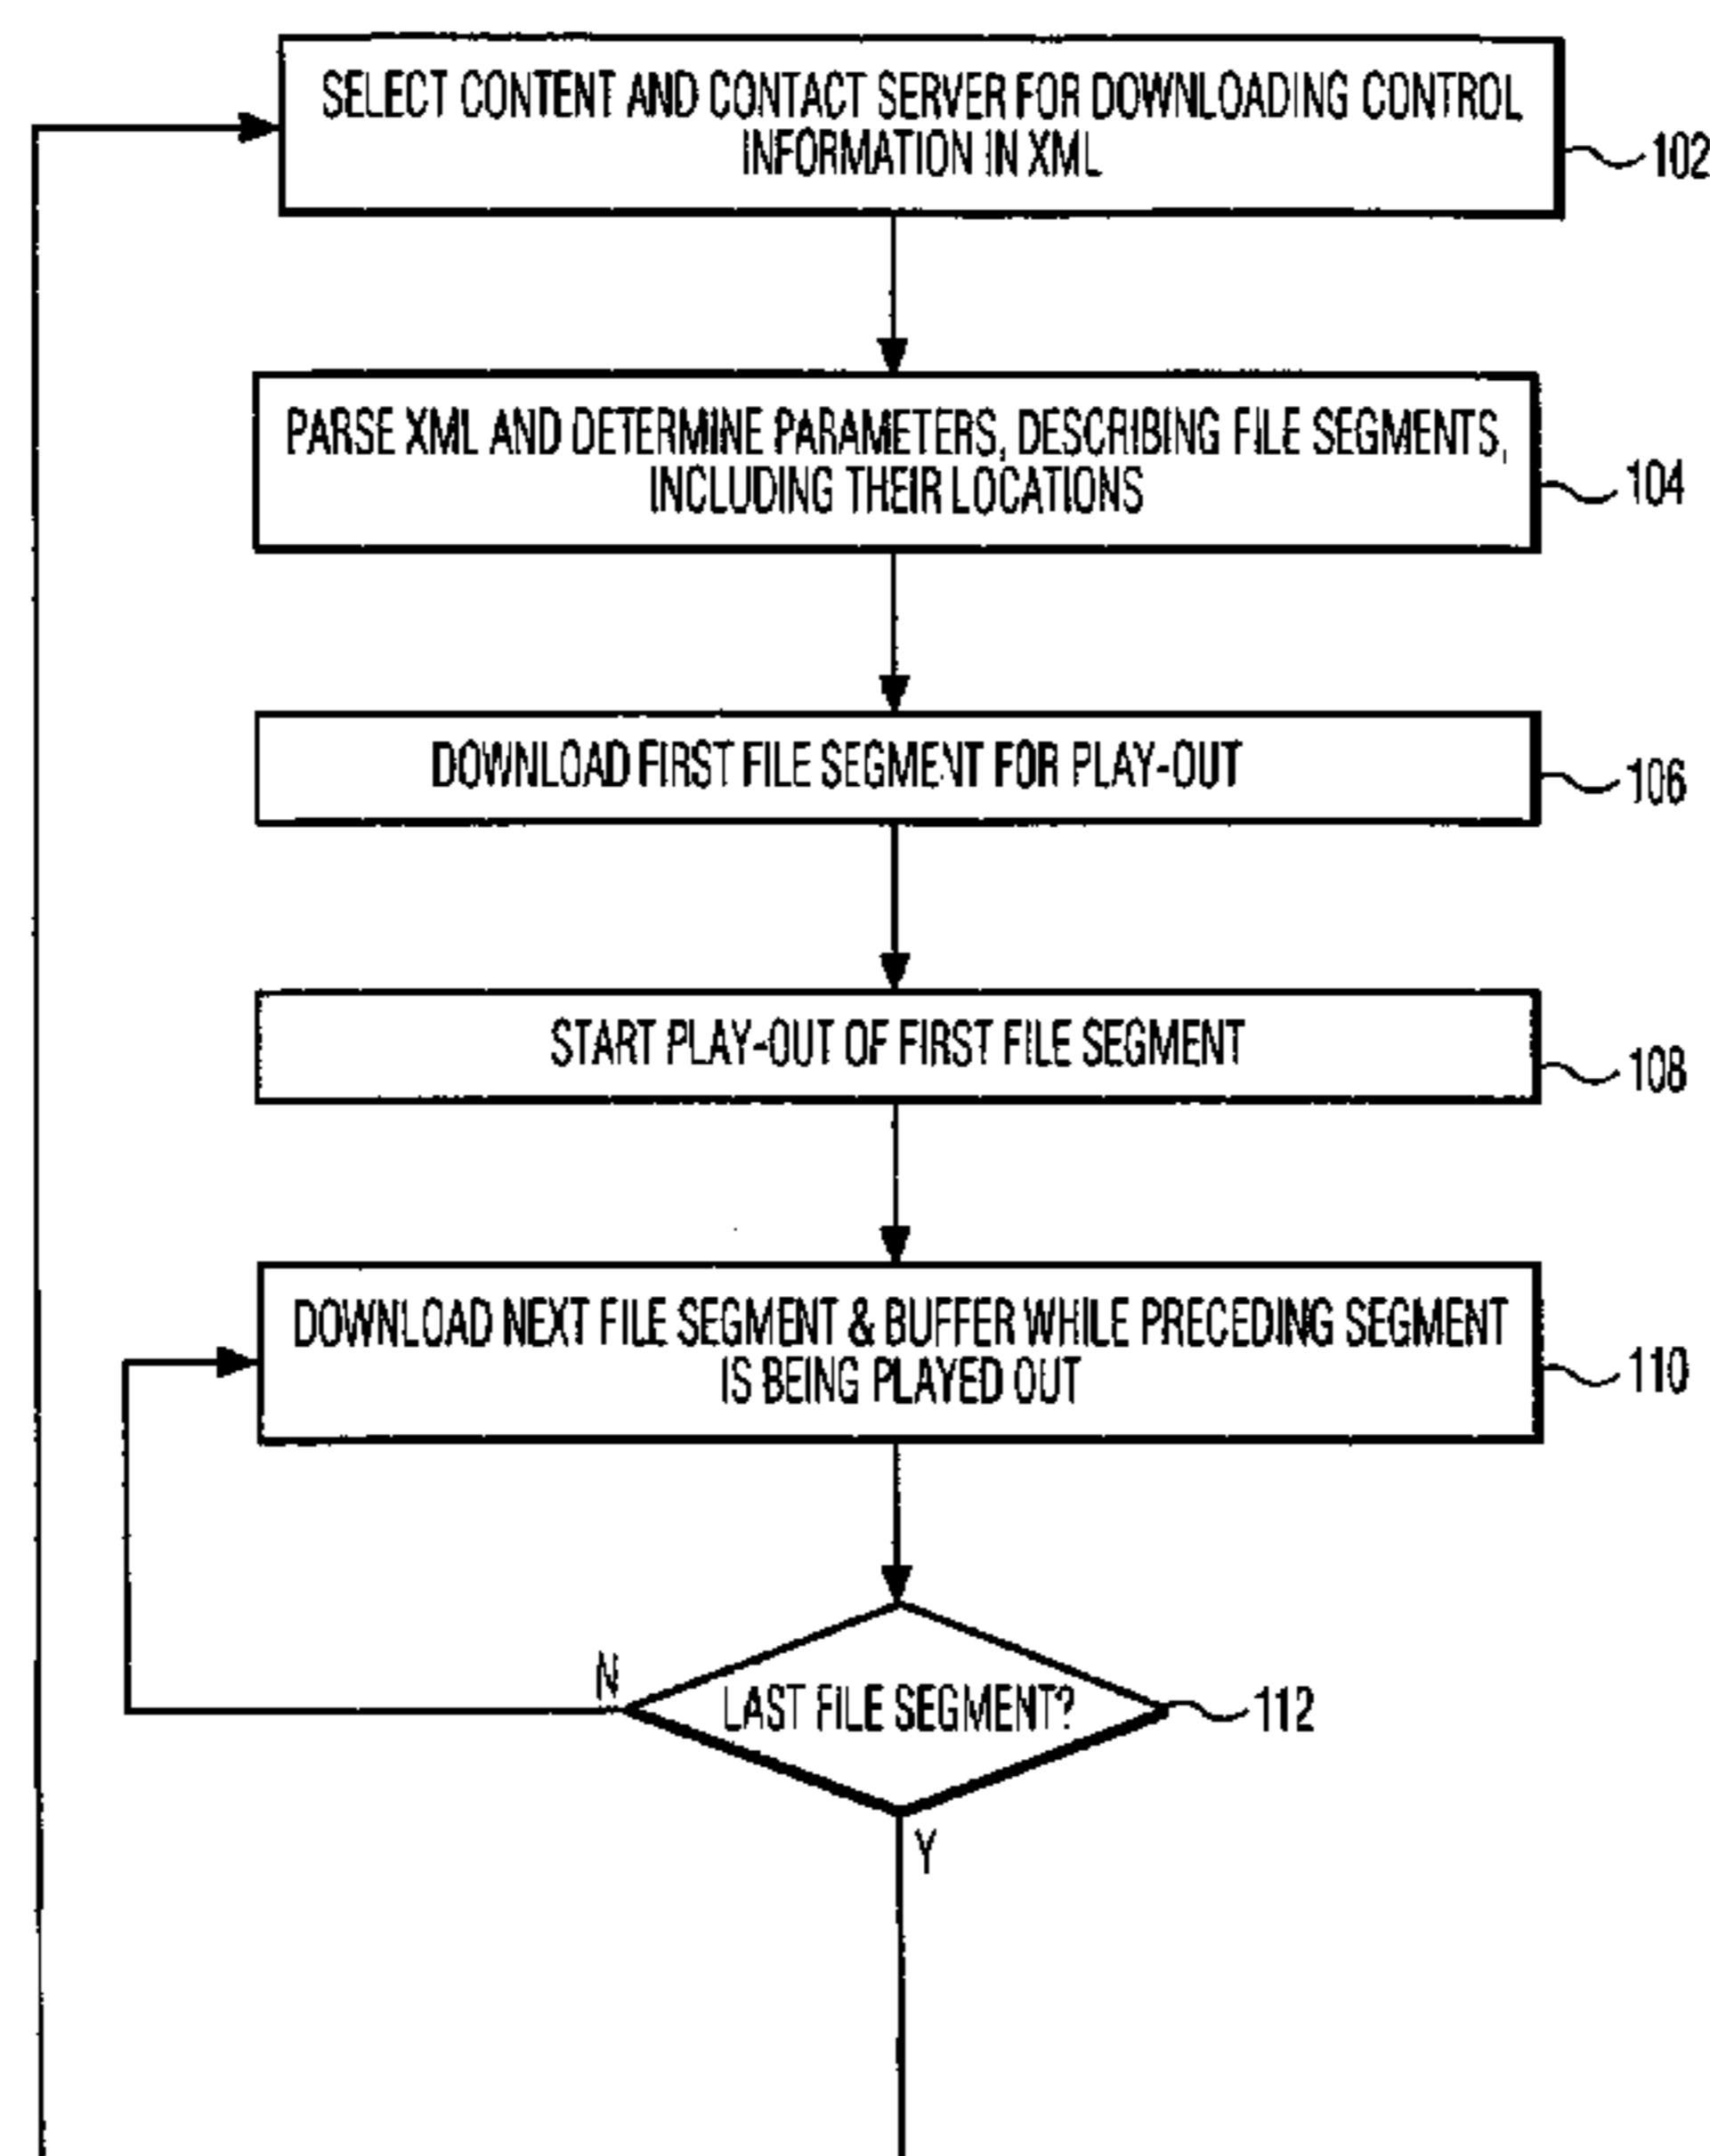 SELECT CONTENT AND CONTACT SERVER FOR DOWNLOADING CONTROL
INFORMATION IN XML
102
PARSE XML AND DETERMINE PARAMETERS, DESCRIBING FILE SEGMENTS,
INCLUDING THEIR LOCATIONS
104
DOWNLOAD FIRST FILE SEGMENT FOR PLAY-OUT
106
START PLAY-OUT OF FIRST FILE SEGMENT
108
DOWNLOAD NEXT FILE SEGMENT & BUFFER WHILE PRECEDING SEGMENT
IS BEING PLAYED OUT
110
N
LAST FILE SEGMENT?
112
Y